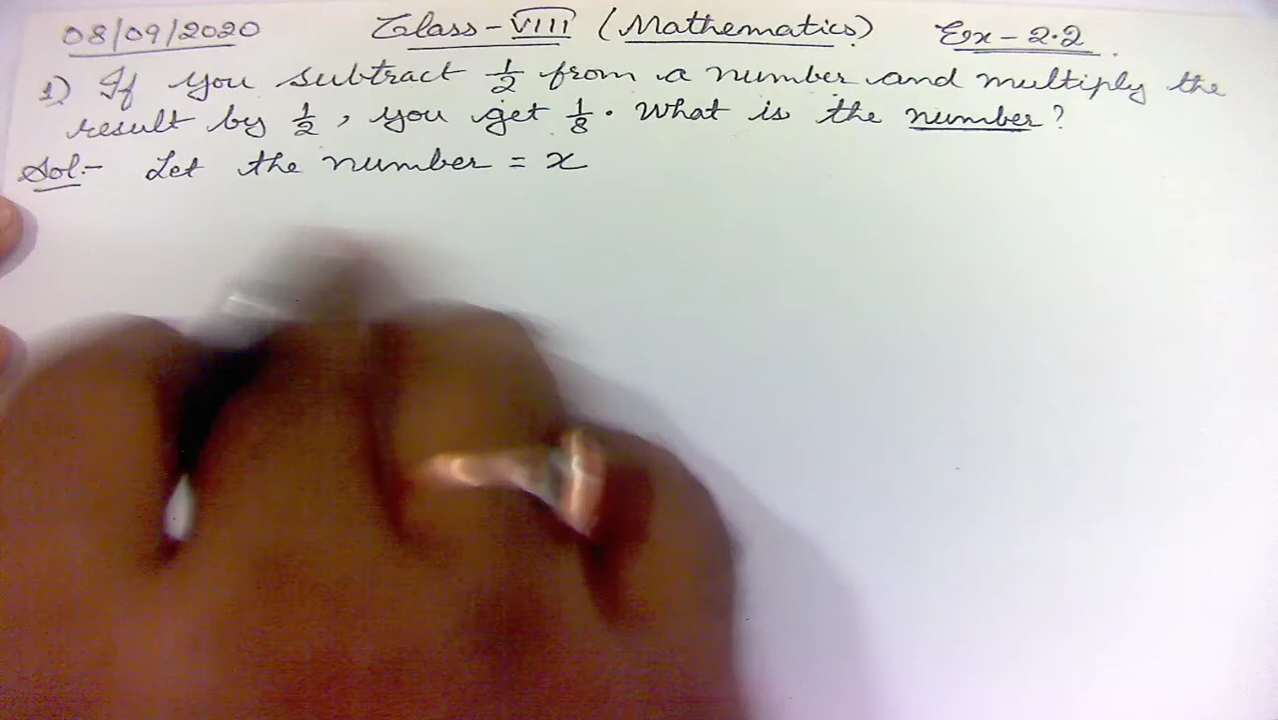 08/09/2020 Class - VIII (Mathematics) Ex - 2.2
1) If you subtract 1/2 from a number and multiply the
result by 1/2, you get 1/8. What is the number?
Sol:- Let the number = x